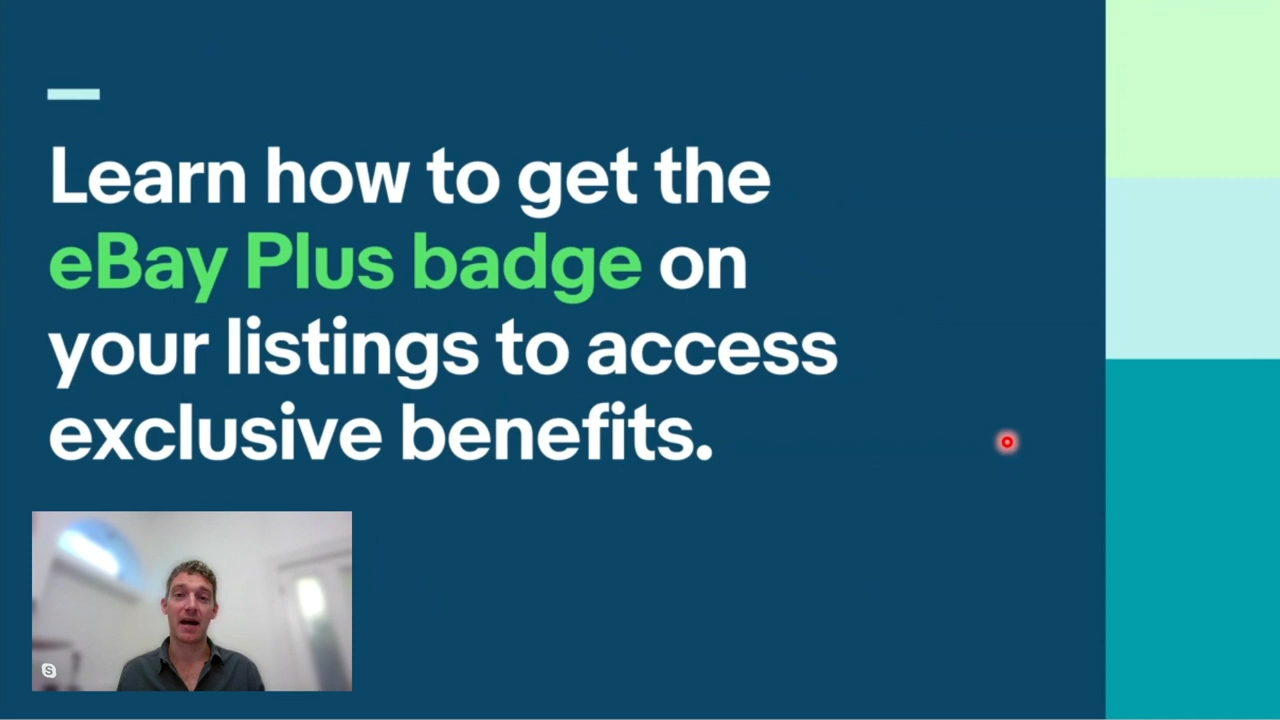 Learn how to get the
eBay Plus badge on
your listings to access
exclusive benefits.